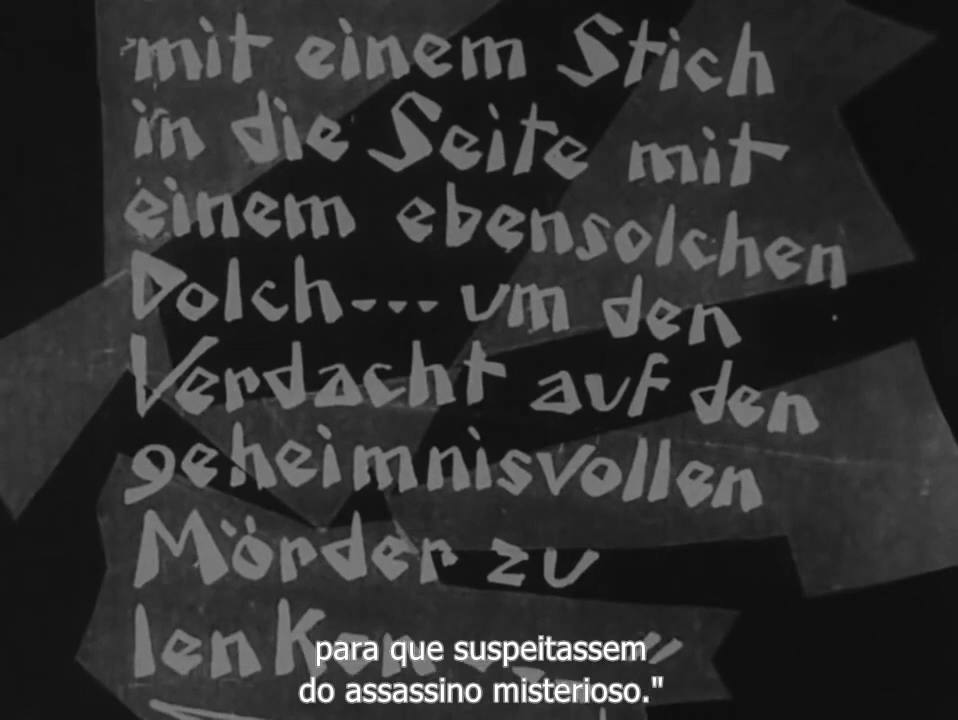 mit einem Stich
in die Seite mit
einem ebensolchen
Dolch--- um den
Verdacht auf den
geheimnisvollen
Mörder zu
para que suspeitassem
do assassino misterioso."